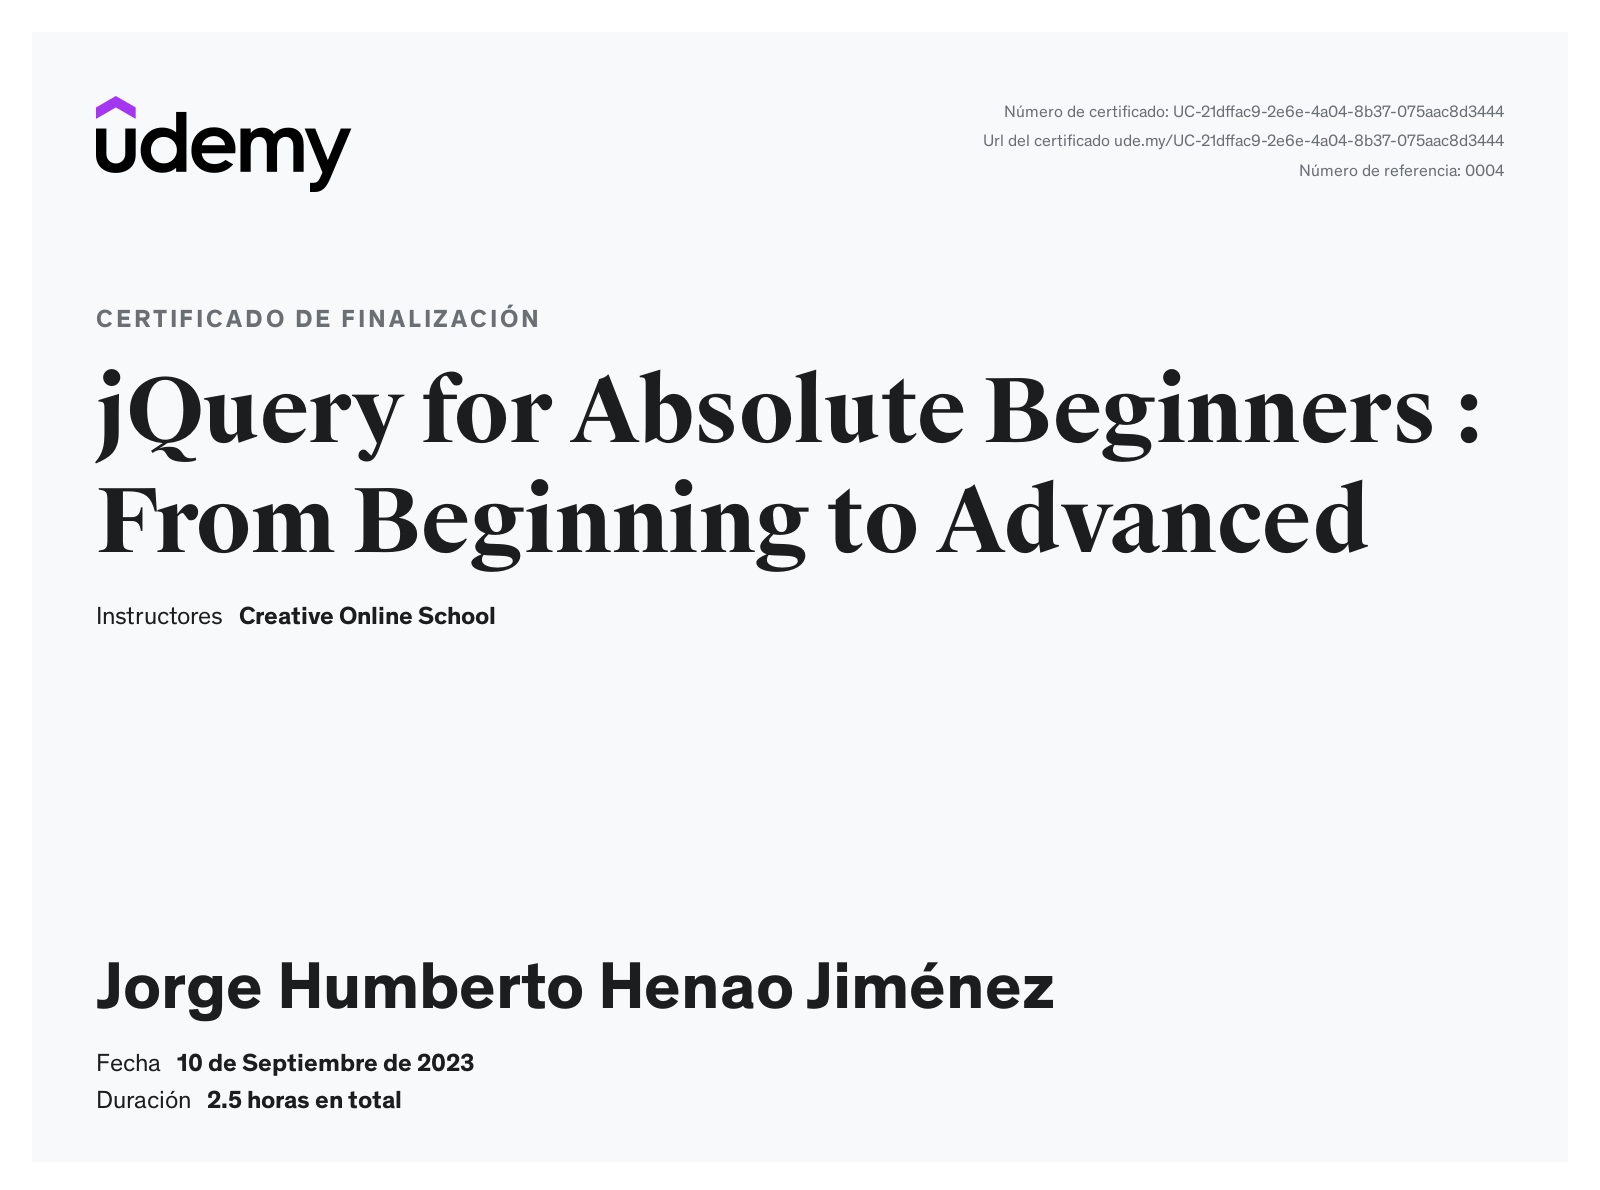 udemy
Número de certificado: UC-21dffac9-2e6e-4a04-8b37-075aac8d3444
Url del certificado ude.my/UC-21dffac9-2e6e-4a04-8b37-075aac8d3444
Número de referencia: 0004
CERTIFICADO DE FINALIZACIÓN
jQuery for Absolute Beginners :
From Beginning to Advanced
Instructores Creative Online School
Jorge Humberto Henao Jiménez
Fecha 10 de Septiembre de 2023
Duración 2.5 horas en total